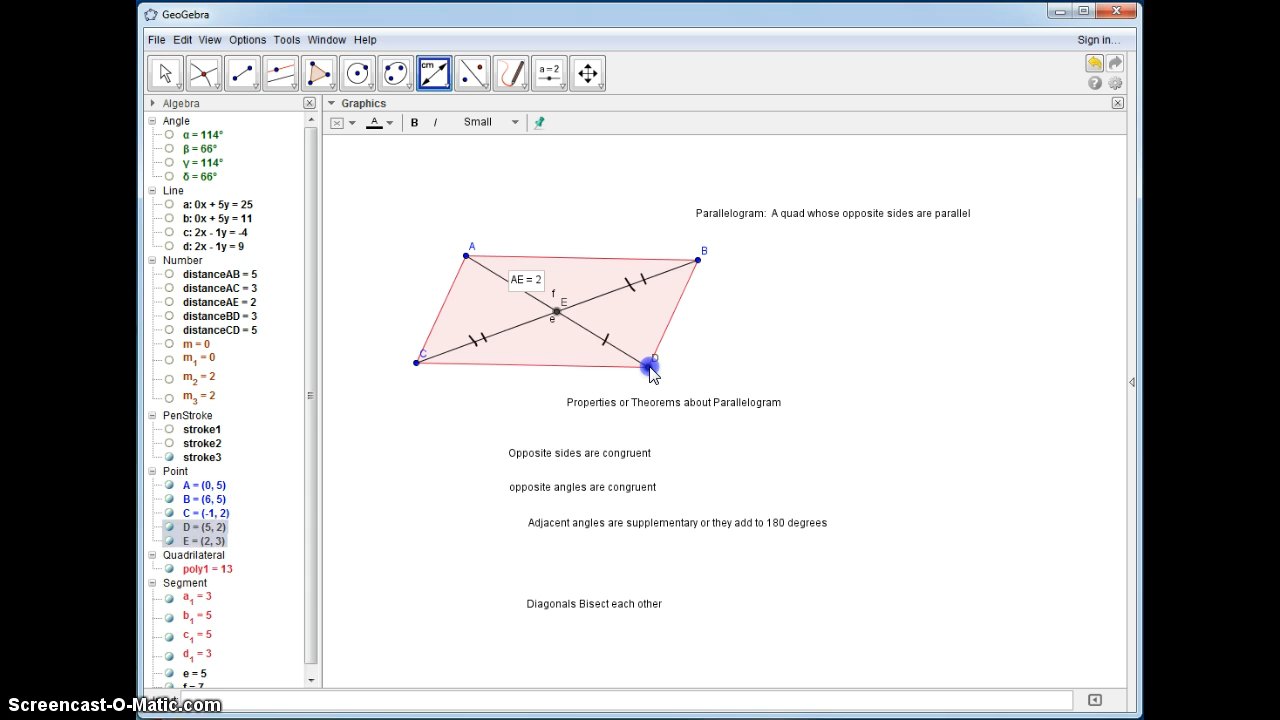 GeoGebra
File Edit View Options Tools Window Help Sign in...
cm a = 2
Algebra
Graphics
A B I Small
Angle
α = 114°
β = 66°
γ = 114°
δ = 66°
Line
a: 0x + 5y = 25
b: 0x + 5y = 11
c: 2x - 1y = -4
d: 2x - 1y = 9
Number
distanceAB = 5
distanceAC = 3
distanceAE = 2
distanceBD = 3
distanceCD = 5
m = 0
m1 = 0
m2 = 2
m3 = 2
PenStroke
stroke1
stroke2
stroke3
Point
A = (0, 5)
B = (6, 5)
C = (-1, 2)
D = (5, 2)
E = (2, 3)
Quadrilateral
poly1 = 13
Segment
a1 = 3
b1 = 5
c1 = 5
d1 = 3
e = 5
f = 7
Parallelogram: A quad whose opposite sides are parallel
A
B
AE = 2
f
E
e
C
D
Properties or Theorems about Parallelogram
Opposite sides are congruent
opposite angles are congruent
Adjacent angles are supplementary or they add to 180 degrees
Diagonals Bisect each other
Screencast-O-Matic.com